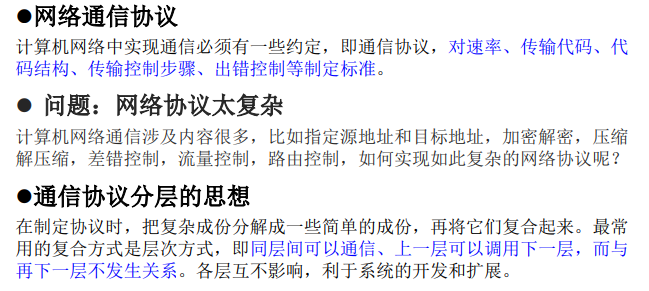 ●网络通信协议
计算机网络中实现通信必须有一些约定，即通信协议，对速率、传输代码、代
码结构、传输控制步骤、出错控制等制定标准。
● 问题：网络协议太复杂
计算机网络通信涉及内容很多，比如指定源地址和目标地址，加密解密，压缩
解压缩，差错控制，流量控制，路由控制，如何实现如此复杂的网络协议呢？
●通信协议分层的思想
在制定协议时，把复杂成份分解成一些简单的成份，再将它们复合起来。最常
用的复合方式是层次方式，即同层间可以通信、上一层可以调用下一层，而与
再下一层不发生关系。各层互不影响，利于系统的开发和扩展。